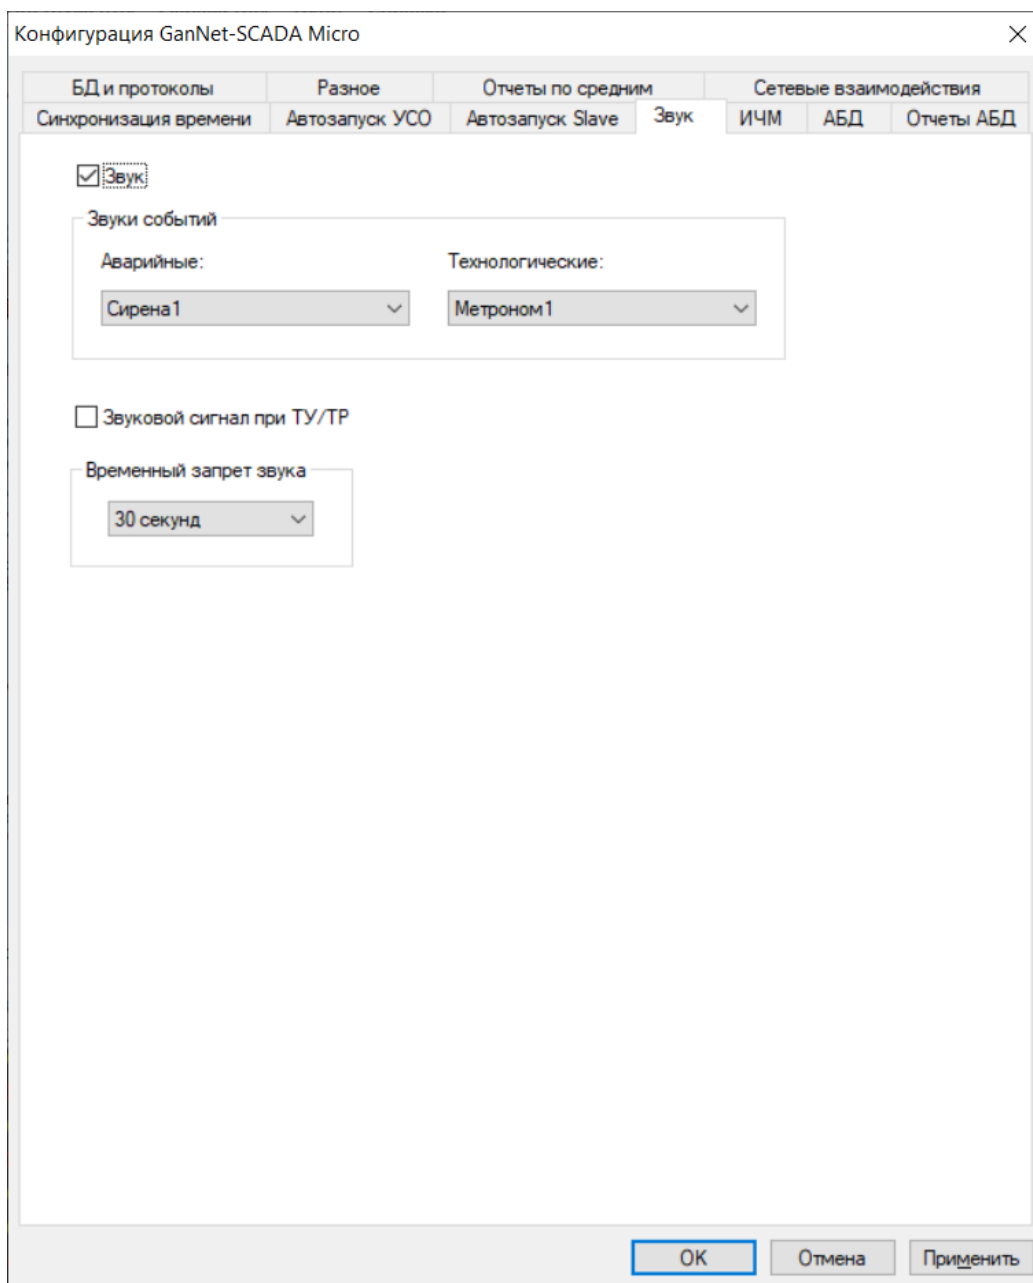 Конфигурация GanNet-SCADA Micro
БД и протоколы Разное Отчеты по средним Сетевые взаимодействия
Синхронизация времени Автозапуск УСО Автозапуск Slave Звук ИЧМ АБД Отчеты АБД
Звук
Звуки событий
Аварийные: Технологические:
Сирена1 Метроном1
Звуковой сигнал при ТУ/ТР
Временный запрет звука
30 секунд
OK Отмена Применить